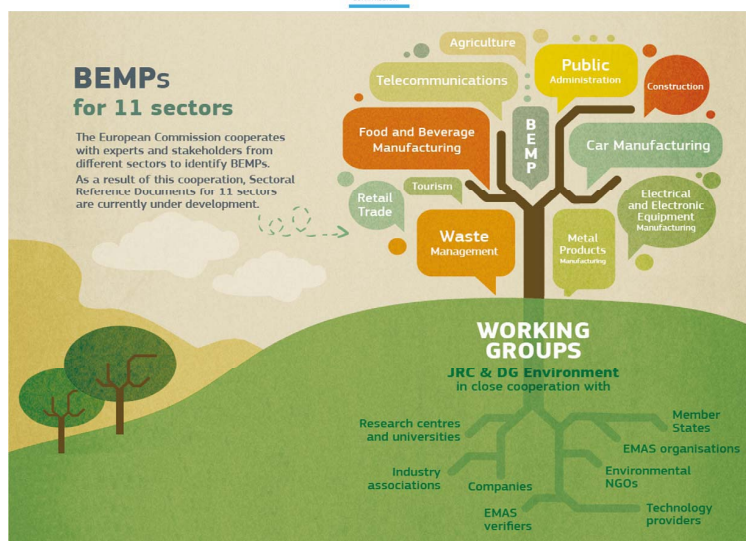 BEMPs
for 11 sectors
The European Commission cooperates
with experts and stakeholders from
different sectors to identify BEMPs.
As a result of this cooperation, Sectoral
Reference Documents for 11 sectors
are currently under development.
Agriculture
Telecommunications
Public
Administration
Construction
Food and Beverage
Manufacturing
BEMP
Car Manufacturing
Retail
Trade
Tourism
Electrical
and Electronic
Equipment
Manufacturing
Waste
Management
Metal
Products
Manufacturing
WORKING
GROUPS
JRC & DG Environment
in close cooperation with
Research centres
and universities
Member
States
EMAS organisations
Industry
associations
Companies
Environmental
NGOs
EMAS
verifiers
Technology
providers